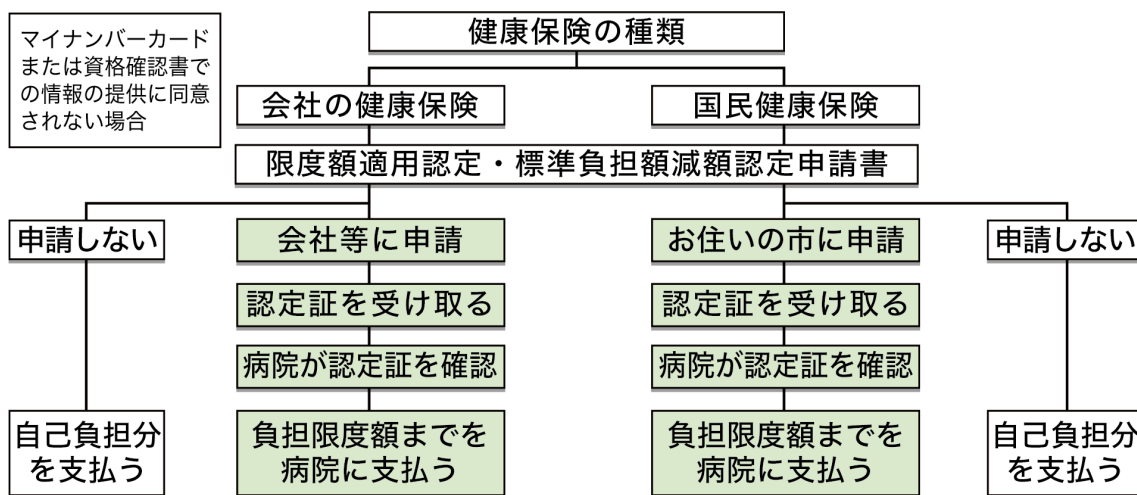 マイナンバーカード
または資格確認書で
の情報の提供に同意
されない場合
健康保険の種類
会社の健康保険
国民健康保険
限度額適用認定・標準負担額減額認定申請書
申請しない
会社等に申請
お住いの市に申請
申請しない
認定証を受け取る
認定証を受け取る
病院が認定証を確認
病院が認定証を確認
自己負担分
を支払う
負担限度額までを
病院に支払う
負担限度額までを
病院に支払う
自己負担分
を支払う